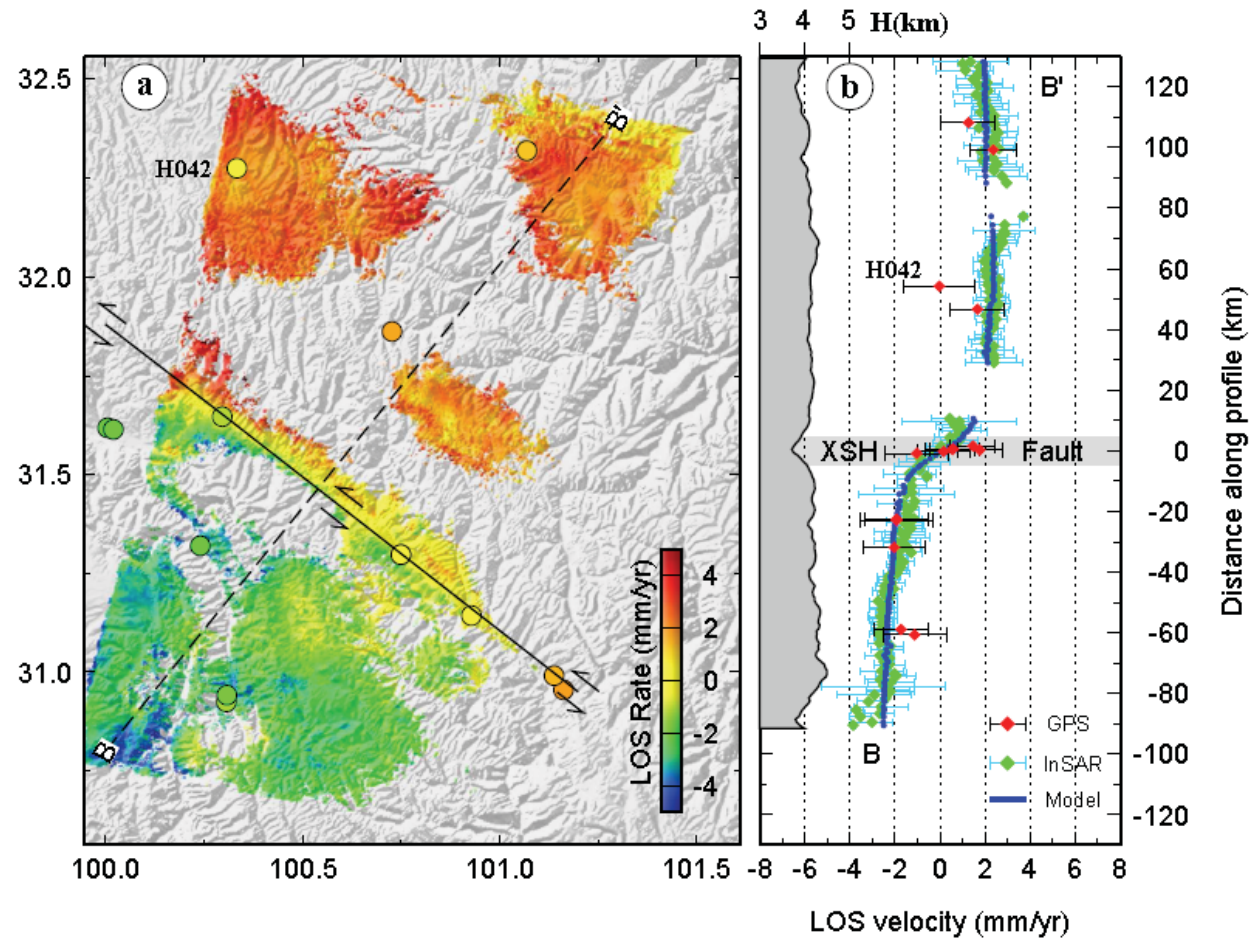 3 4 5 H(km)
a
b
32.5
32.0
31.5
31.0
100.0 100.5 101.0 101.5
H042
B'
B
LOS Rate (mm/yr)
4
2
0
-2
-4
B'
H042
XSH Fault
B
GPS
InSAR
Model
120
100
80
60
40
20
0
-20
-40
-60
-80
-100
-120
Distance along profile (km)
-8 -6 -4 -2 0 2 4 6 8
LOS velocity (mm/yr)